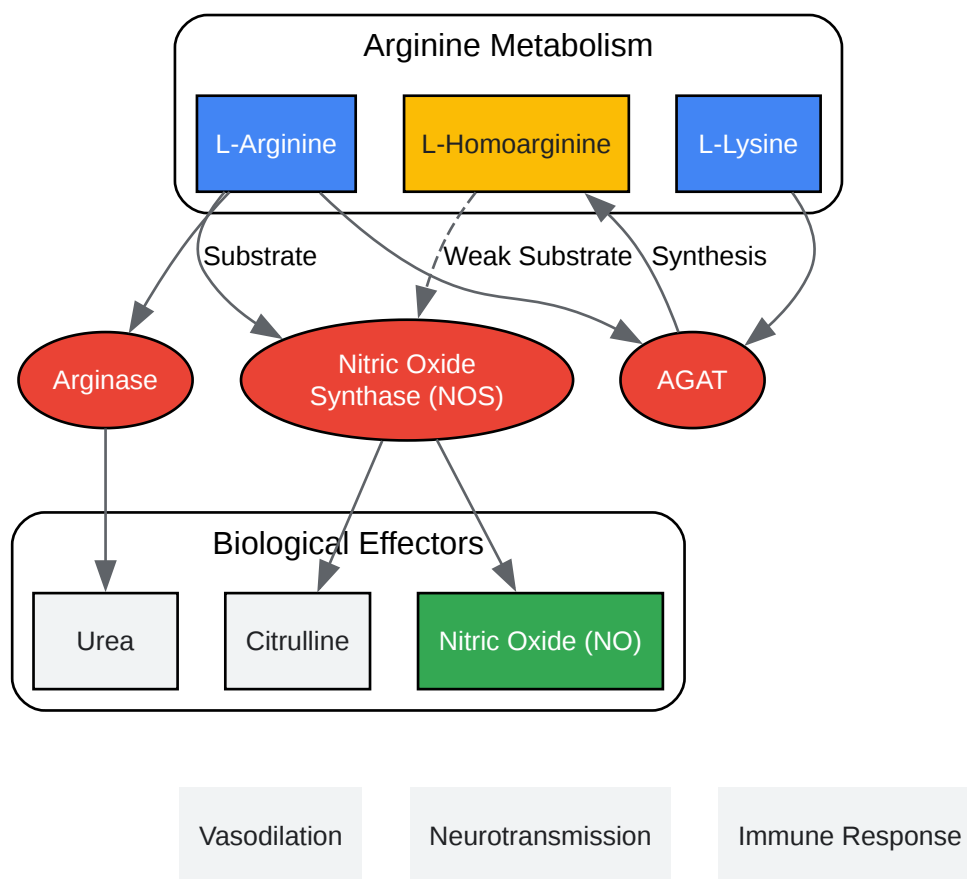 Arginine Metabolism
L-Arginine
L-Homoarginine
L-Lysine
Substrate
Weak Substrate
Synthesis
Arginase
Nitric Oxide
Synthase (NOS)
AGAT
Biological Effectors
Urea
Citrulline
Nitric Oxide (NO)
Vasodilation
Neurotransmission
Immune Response